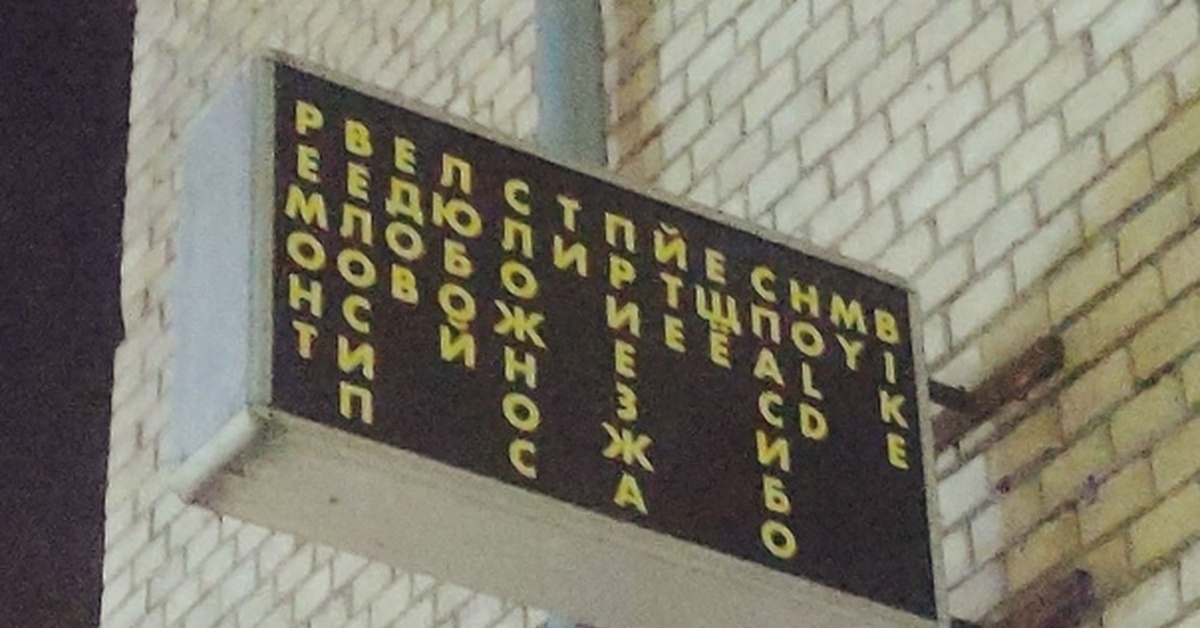 РЕМОНТ
ВЕЛОСИП
ЕДОВ
ЛЮБОЙ
СЛОЖНОС
ТИ
ПРИЕЗЖА
ЙТЕ
ЕЩЁ
СПАСИБО
HOLD
MY
BIKE